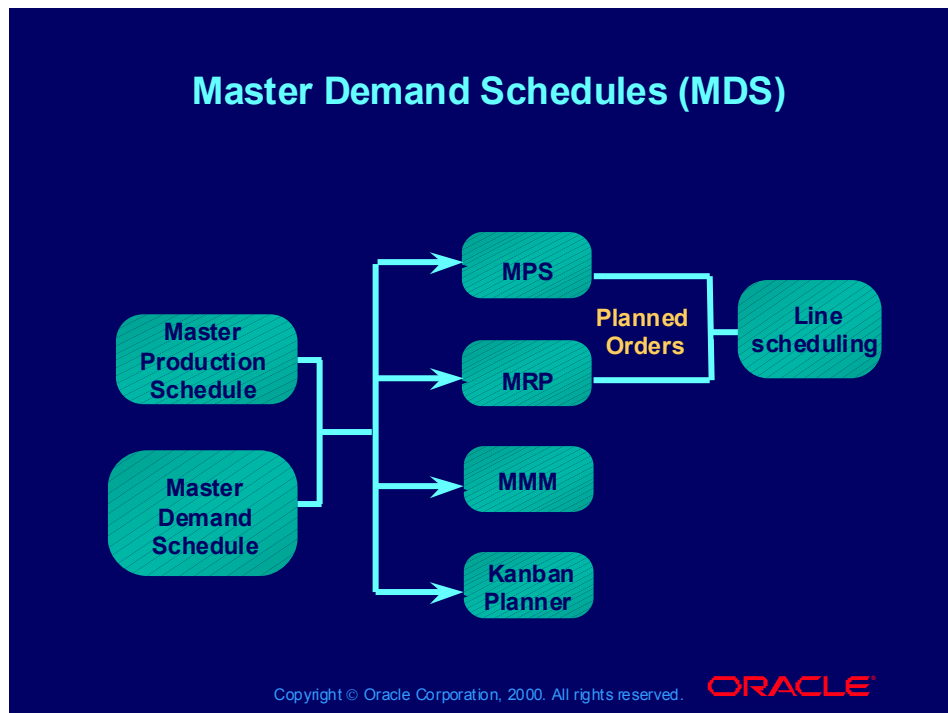 Master Demand Schedules (MDS)
Master
Production
Schedule
Master
Demand
Schedule
MPS
MRP
MMM
Kanban
Planner
Planned
Orders
Line
scheduling
Copyright © Oracle Corporation, 2000. All rights reserved.
ORACLE®